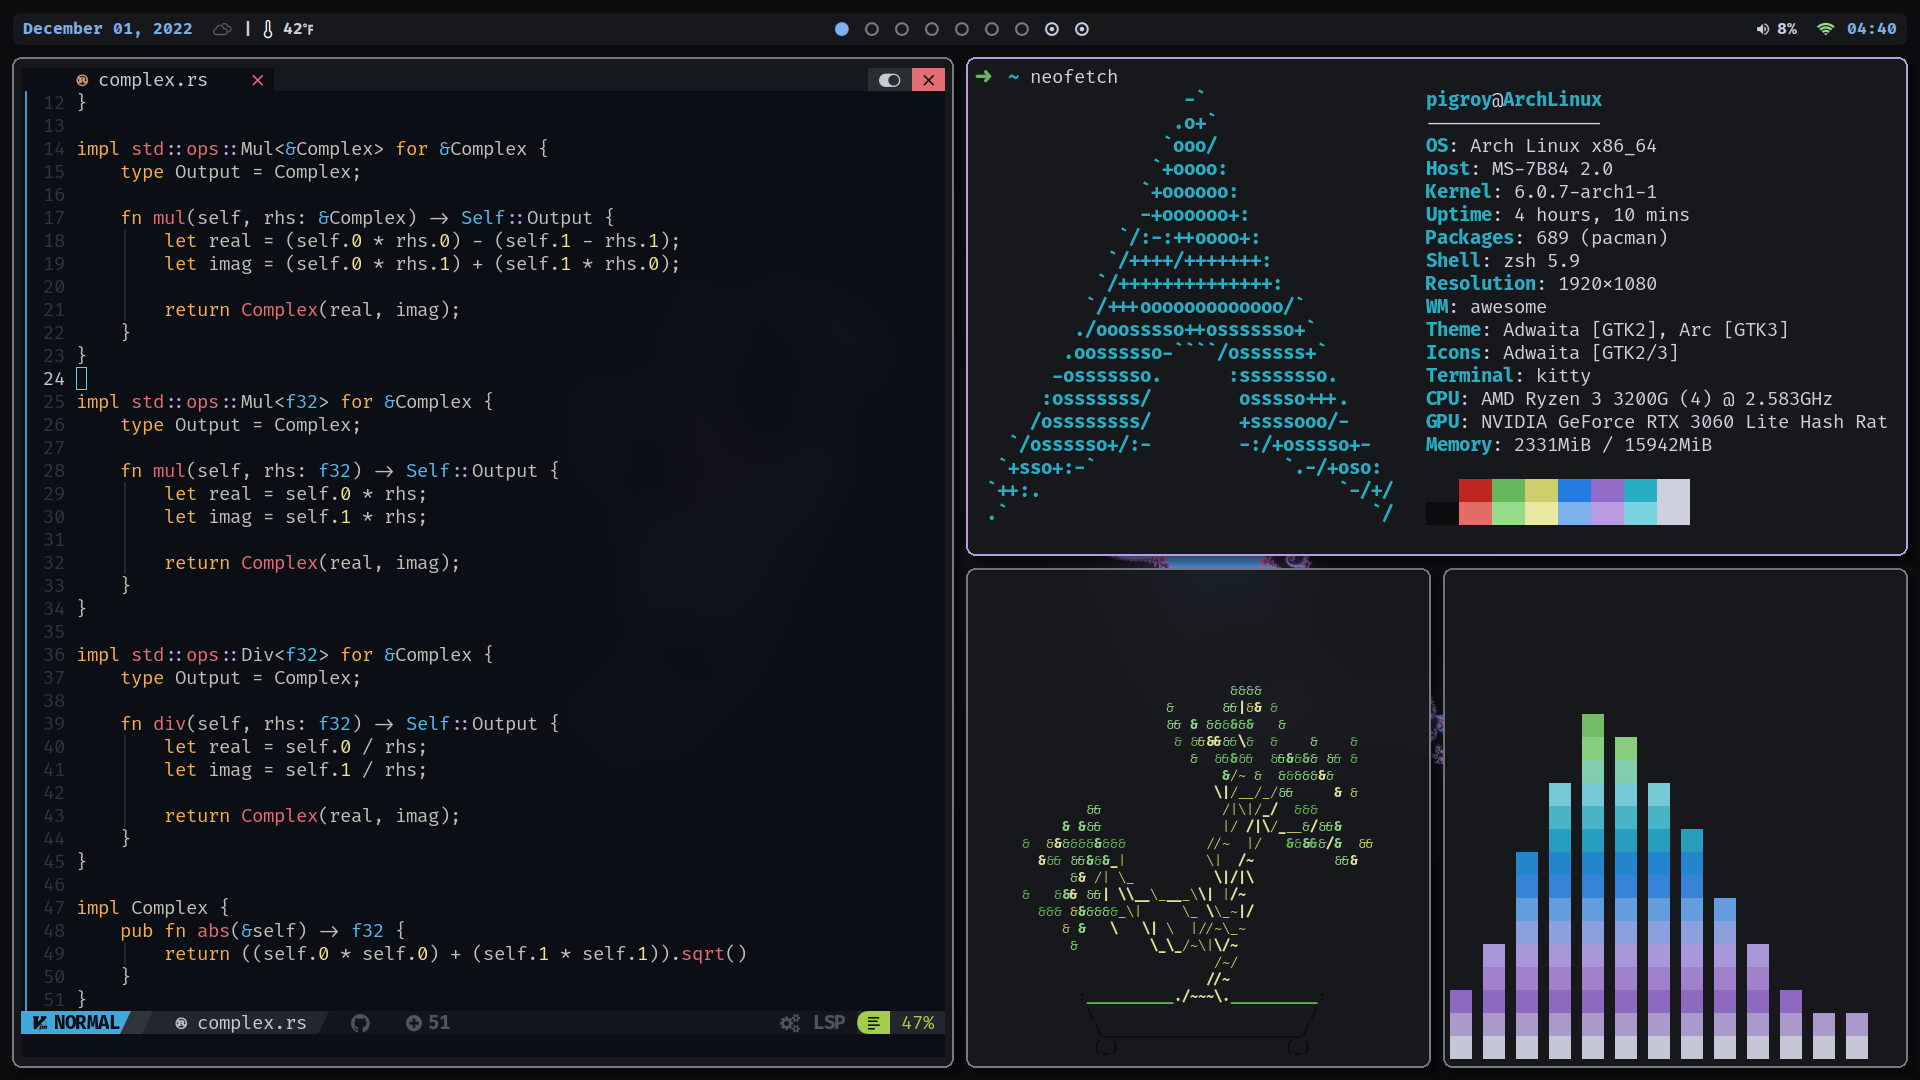 December 01, 2022 | 42°F 8% 04:40
complex.rs
12 }
13
14 impl std::ops::Mul<&Complex> for &Complex {
15 type Output = Complex;
16
17 fn mul(self, rhs: &Complex) -> Self::Output {
18 let real = (self.0 * rhs.0) - (self.1 - rhs.1);
19 let imag = (self.0 * rhs.1) + (self.1 * rhs.0);
20
21 return Complex(real, imag);
22 }
23 }
24
25 impl std::ops::Mul<f32> for &Complex {
26 type Output = Complex;
27
28 fn mul(self, rhs: f32) -> Self::Output {
29 let real = self.0 * rhs;
30 let imag = self.1 * rhs;
31
32 return Complex(real, imag);
33 }
34 }
35
36 impl std::ops::Div<f32> for &Complex {
37 type Output = Complex;
38
39 fn div(self, rhs: f32) -> Self::Output {
40 let real = self.0 / rhs;
41 let imag = self.1 / rhs;
42
43 return Complex(real, imag);
44 }
45 }
46
47 impl Complex {
48 pub fn abs(&self) -> f32 {
49 return ((self.0 * self.0) + (self.1 * self.1)).sqrt()
50 }
51 }
NORMAL complex.rs 51 LSP 47%
➜ ~ neofetch
pigroy@ArchLinux
OS: Arch Linux x86_64
Host: MS-7B84 2.0
Kernel: 6.0.7-arch1-1
Uptime: 4 hours, 10 mins
Packages: 689 (pacman)
Shell: zsh 5.9
Resolution: 1920×1080
WM: awesome
Theme: Adwaita [GTK2], Arc [GTK3]
Icons: Adwaita [GTK2/3]
Terminal: kitty
CPU: AMD Ryzen 3 3200G (4) @ 2.583GHz
GPU: NVIDIA GeForce RTX 3060 Lite Hash Rat
Memory: 2331MiB / 15942MiB